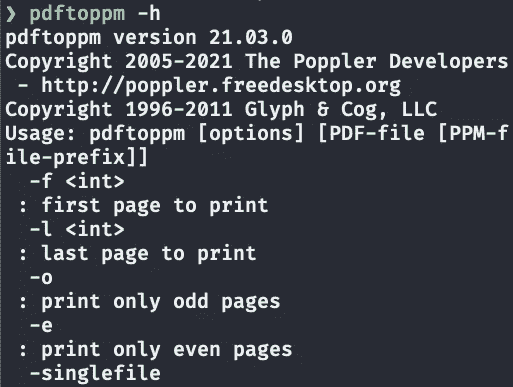 ❯ pdftoppm -h
pdftoppm version 21.03.0
Copyright 2005-2021 The Poppler Developers
 - http://poppler.freedesktop.org
Copyright 1996-2011 Glyph & Cog, LLC
Usage: pdftoppm [options] [PDF-file [PPM-f
ile-prefix]]
  -f <int>
 : first page to print
  -l <int>
 : last page to print
  -o
 : print only odd pages
  -e
 : print only even pages
  -singlefile